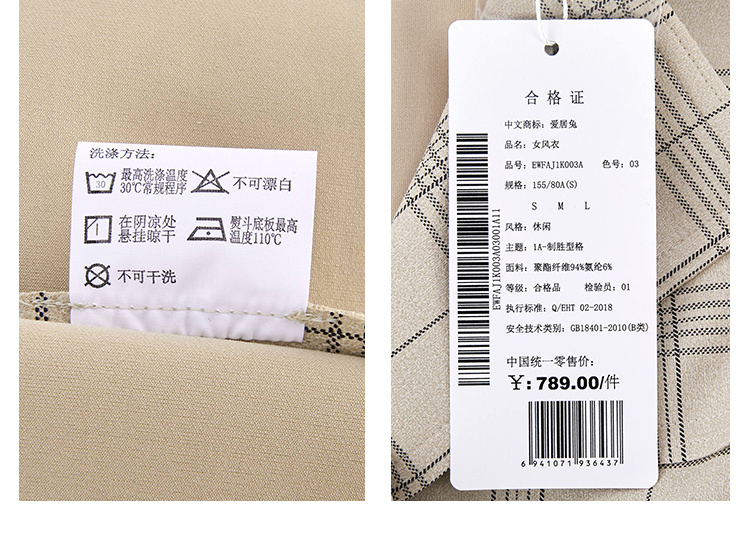 洗涤方法:
30
最高洗涤温度
30℃常规程序
不可漂白
在阴凉处
悬挂晾干
熨斗底板最高
温度110℃
不可干洗
合格证
中文商标: 爱居兔
品名: 女风衣
品号: EWFAJ1K003A 色号: 03
规格: 155/80A(S)
S M L
风格: 休闲
主题: 1A-制胜型格
面料: 聚酯纤维94%氨纶6%
等级: 合格品 检验员: 01
执行标准: Q/EHT 02-2018
安全技术类别: GB18401-2010(B类)
中国统一零售价:
¥: 789.00/件
6 941071 936437
EWFAJ1K003A03001A11